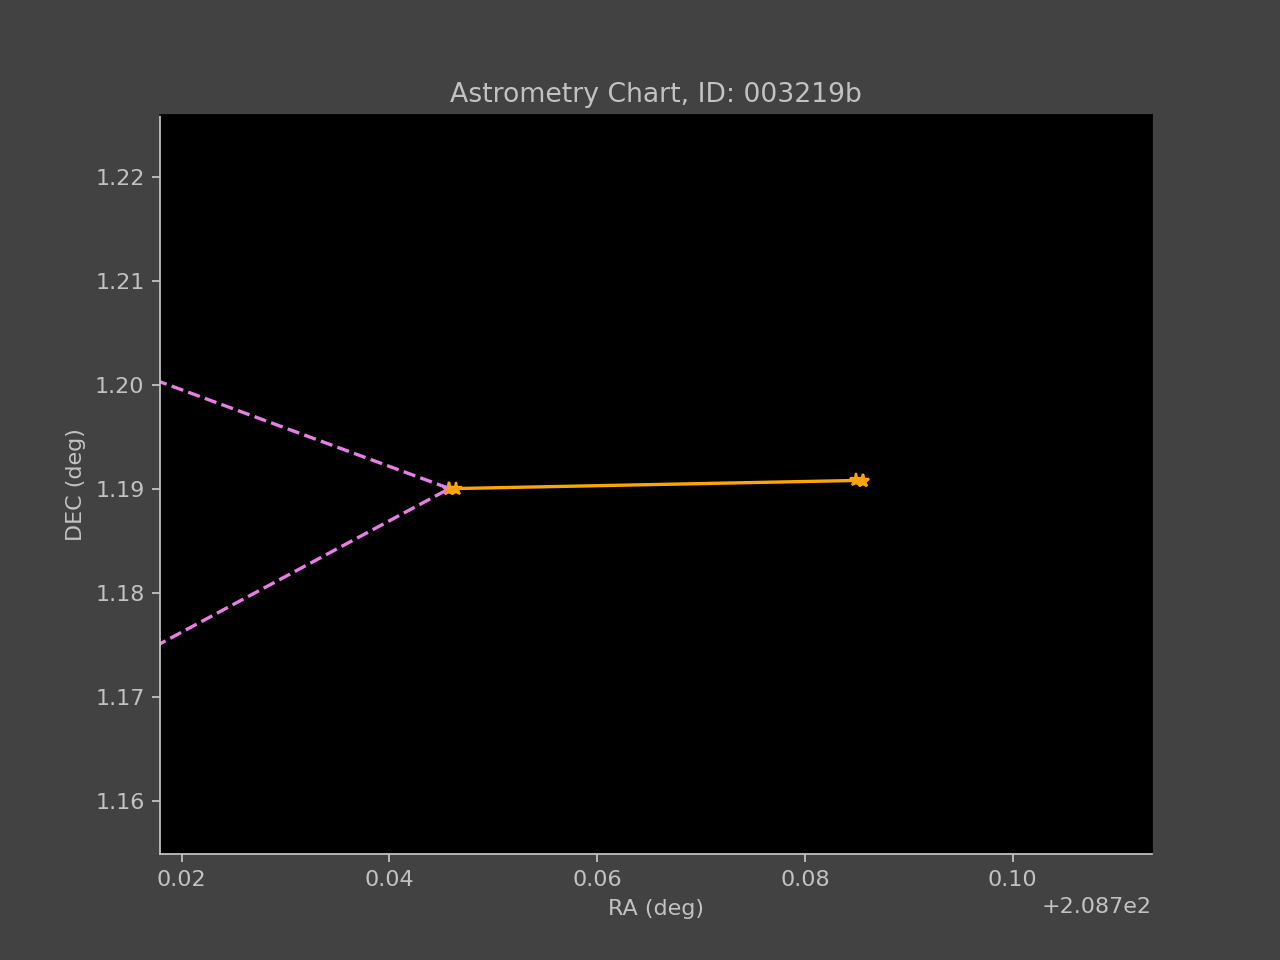 Astrometry Chart, ID: 003219b
1.22
1.21
1.20
1.19
1.18
1.17
1.16
DEC (deg)
0.02 0.04 0.06 0.08 0.10
RA (deg)
+2.087e2